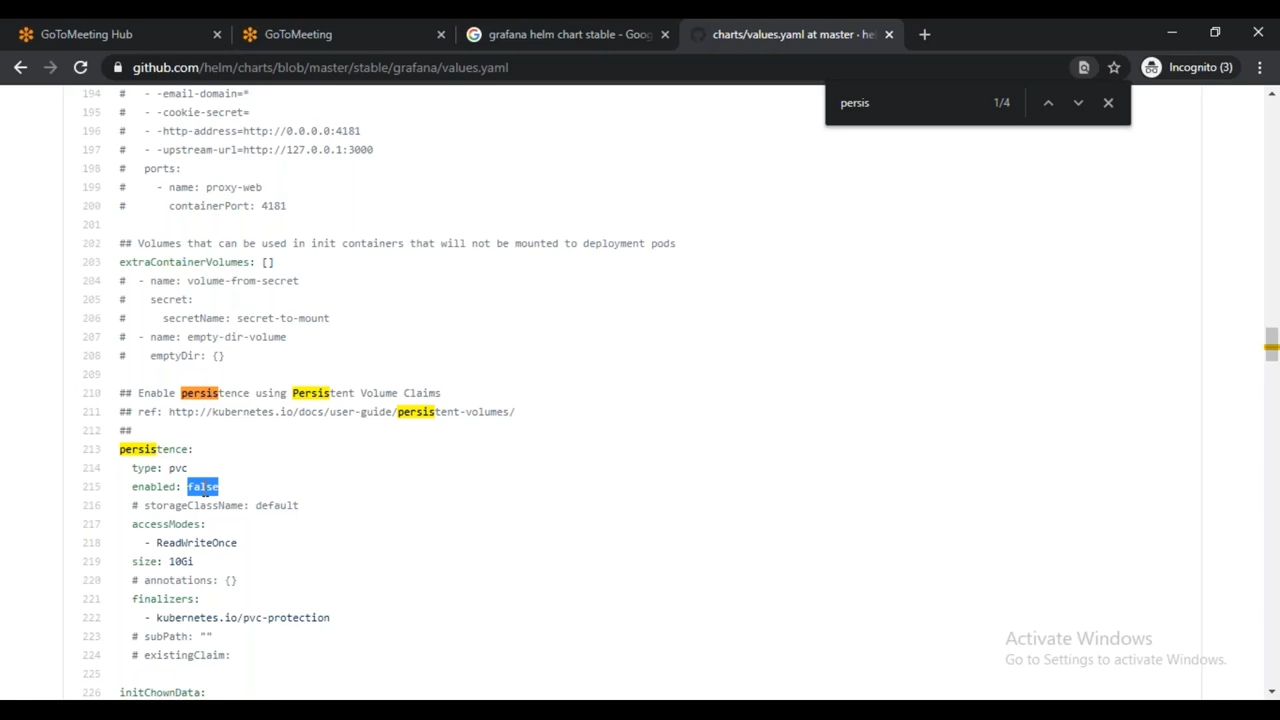 GoToMeeting Hub
GoToMeeting
grafana helm chart stable - Goog
charts/values.yaml at master · he
github.com/helm/charts/blob/master/stable/grafana/values.yaml
Incognito (3)
persis
1/4
194 # - --email-domain=*
195 # - --cookie-secret=
196 # - --http-address=http://0.0.0.0:4181
197 # - --upstream-url=http://127.0.0.1:3000
198 # ports:
199 # - name: proxy-web
200 # containerPort: 4181
201
202 ## Volumes that can be used in init containers that will not be mounted to deployment pods
203 extraContainerVolumes: []
204 # - name: volume-from-secret
205 # secret:
206 # secretName: secret-to-mount
207 # - name: empty-dir-volume
208 # emptyDir: {}
209
210 ## Enable persistence using Persistent Volume Claims
211 ## ref: http://kubernetes.io/docs/user-guide/persistent-volumes/
212 ##
213 persistence:
214 type: pvc
215 enabled: false
216 # storageClassName: default
217 accessModes:
218 - ReadWriteOnce
219 size: 10Gi
220 # annotations: {}
221 finalizers:
222 - kubernetes.io/pvc-protection
223 # subPath: ""
224 # existingClaim:
225
226 initChownData:
Activate Windows
Go to Settings to activate Windows.